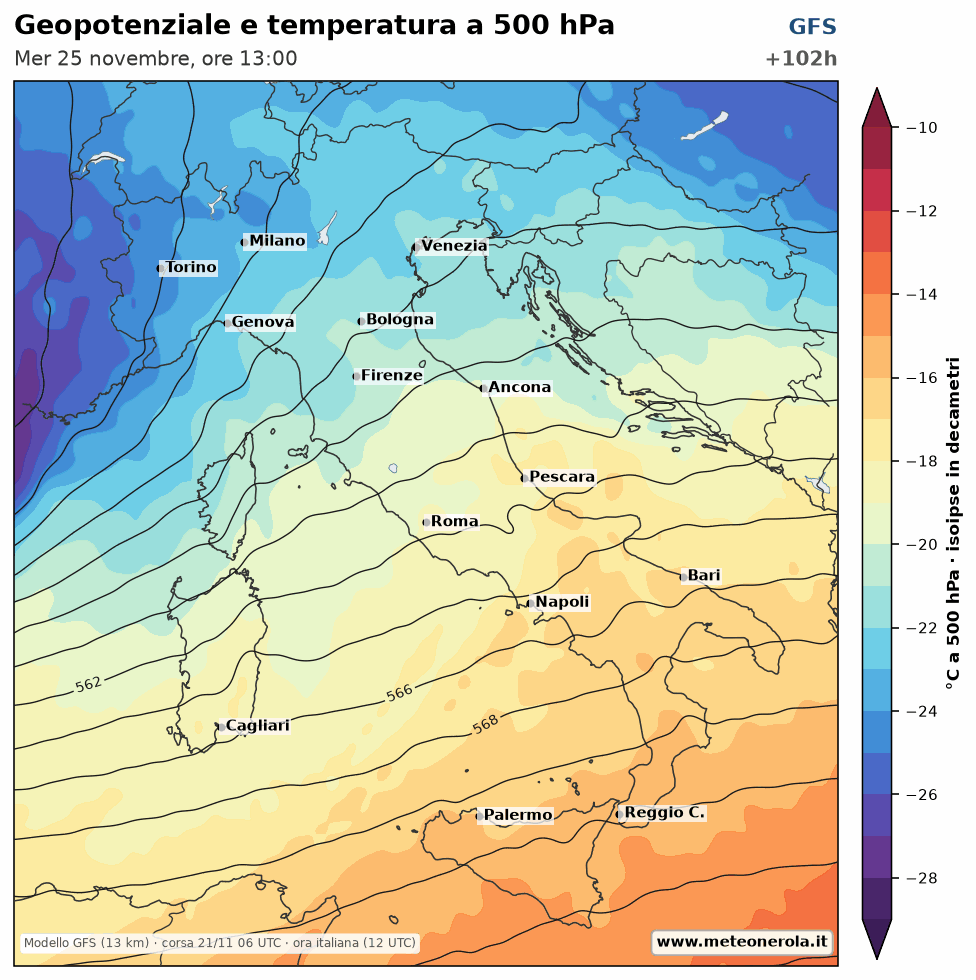 Geopotenziale e temperatura a 500 hPa
GFS
Mer 25 novembre, ore 13:00
+102h
Milano
Venezia
Torino
Genova
Bologna
Firenze
Ancona
Pescara
Roma
Bari
Napoli
562
566
568
Cagliari
Palermo
Reggio C.
−10
−12
−14
−16
−18
−20
−22
−24
−26
−28
°C a 500 hPa · isoipse in decametri
Modello GFS (13 km) · corsa 21/11 06 UTC · ora italiana (12 UTC)
www.meteonerola.it